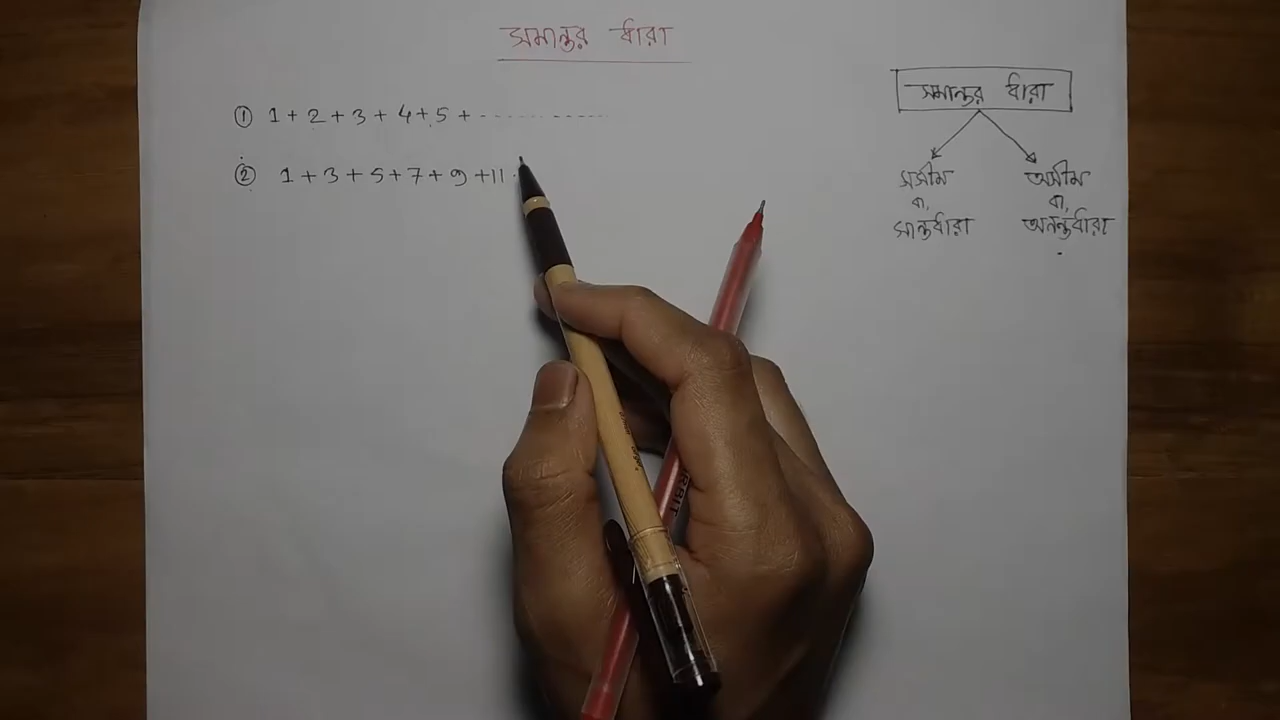 সমান্তর ধারা
① 1 + 2 + 3 + 4 + 5 + - - - - - - - - - - - -
② 1 + 3 + 5 + 7 + 9 + 11 .
সমান্তর ধারা
সসীম
বা,
সান্তধারা
অসীম
বা,
অনন্তধারা
ORBIT